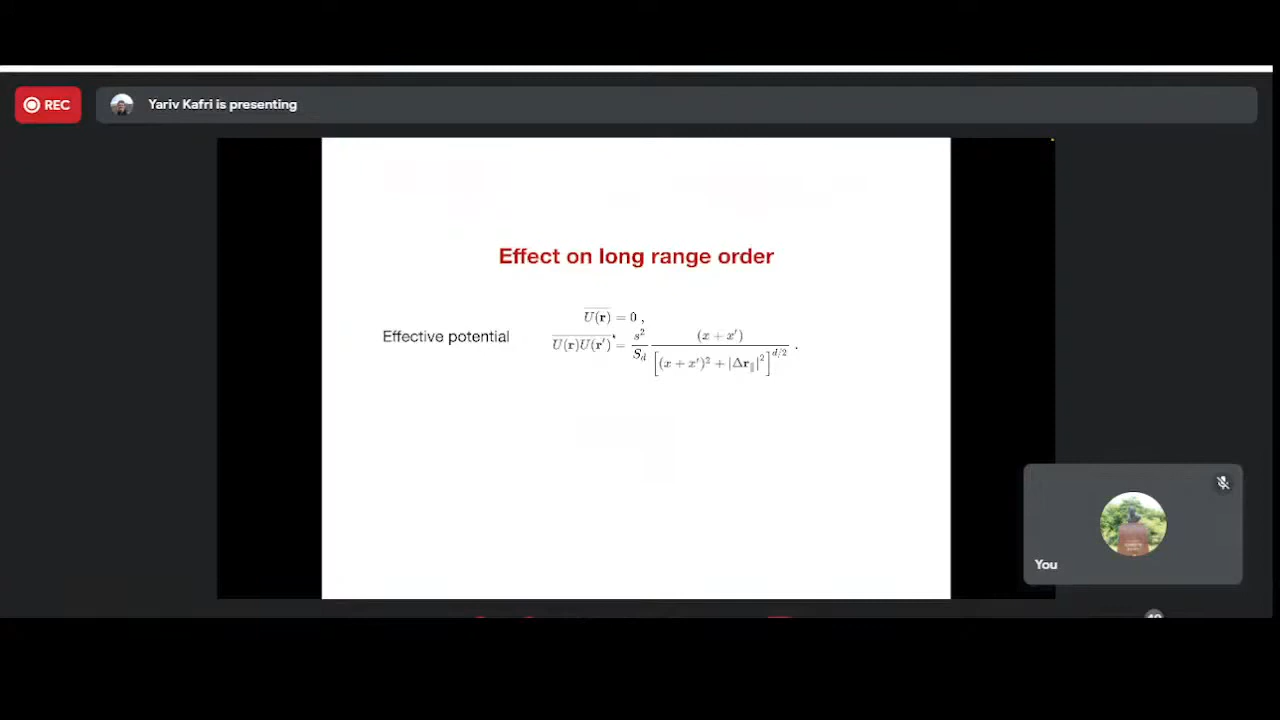 REC
Yariv Kafri is presenting
Effect on long range order
Effective potential
$\overline{U(\mathbf{r})} = 0$ ,
$\overline{U(\mathbf{r})U(\mathbf{r}')} = \frac{s^2}{S_d} \frac{(x + x')}{\left[(x + x')^2 + |\Delta \mathbf{r}_{\parallel}|^2\right]^{d/2}}$ .
You